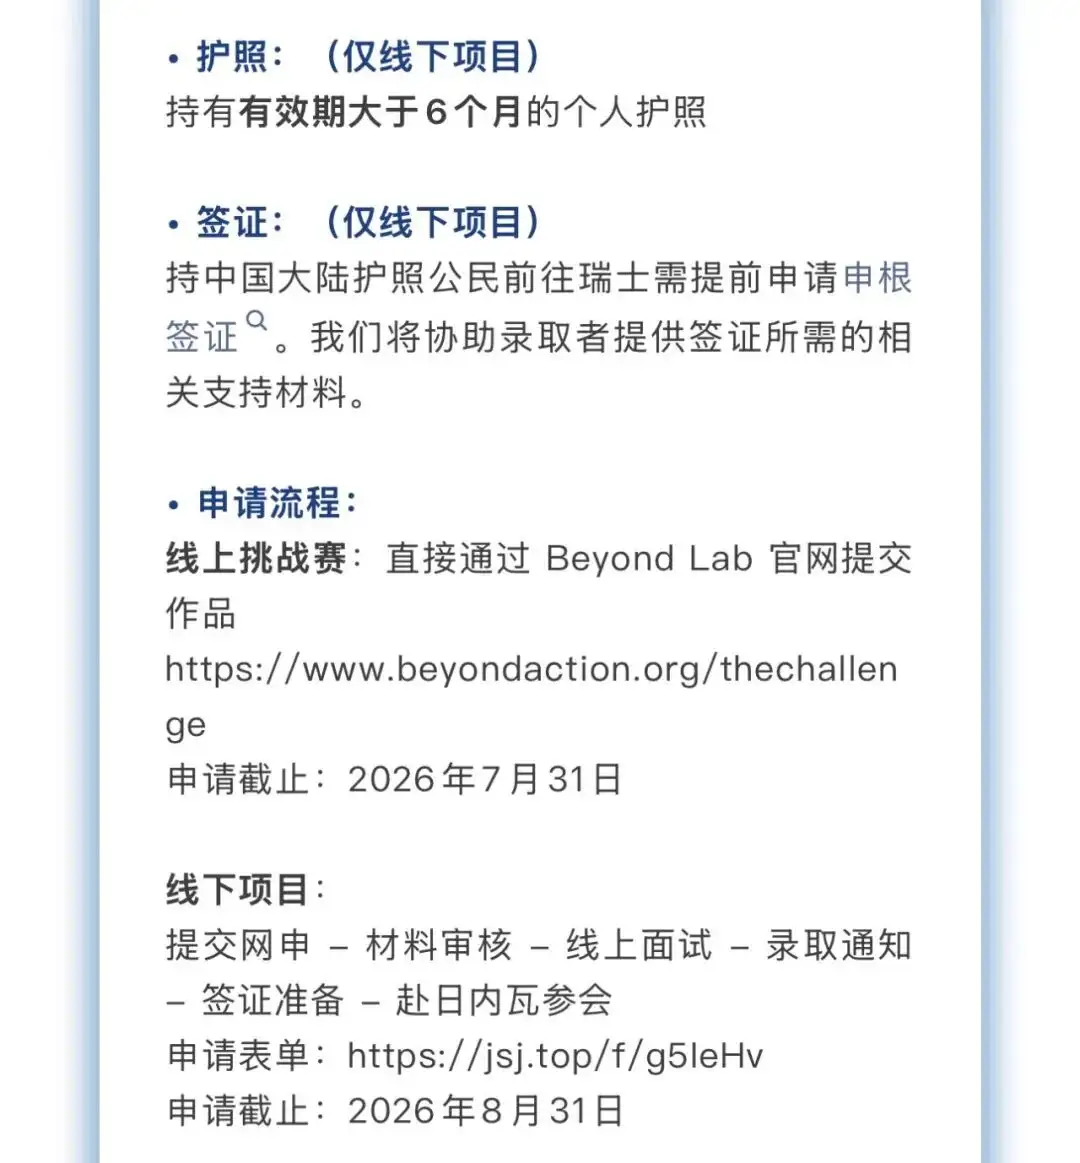 • 护照：（仅线下项目）
持有有效期大于6个月的个人护照
• 签证：（仅线下项目）
持中国大陆护照公民前往瑞士需提前申请申根
签证。我们将协助录取者提供签证所需的相
关支持材料。
• 申请流程：
线上挑战赛：直接通过 Beyond Lab 官网提交
作品
https://www.beyondaction.org/thechallen
ge
申请截止：2026年7月31日
线下项目：
提交网申 – 材料审核 – 线上面试 – 录取通知
– 签证准备 – 赴日内瓦参会
申请表单：https://jsj.top/f/g5leHv
申请截止：2026年8月31日